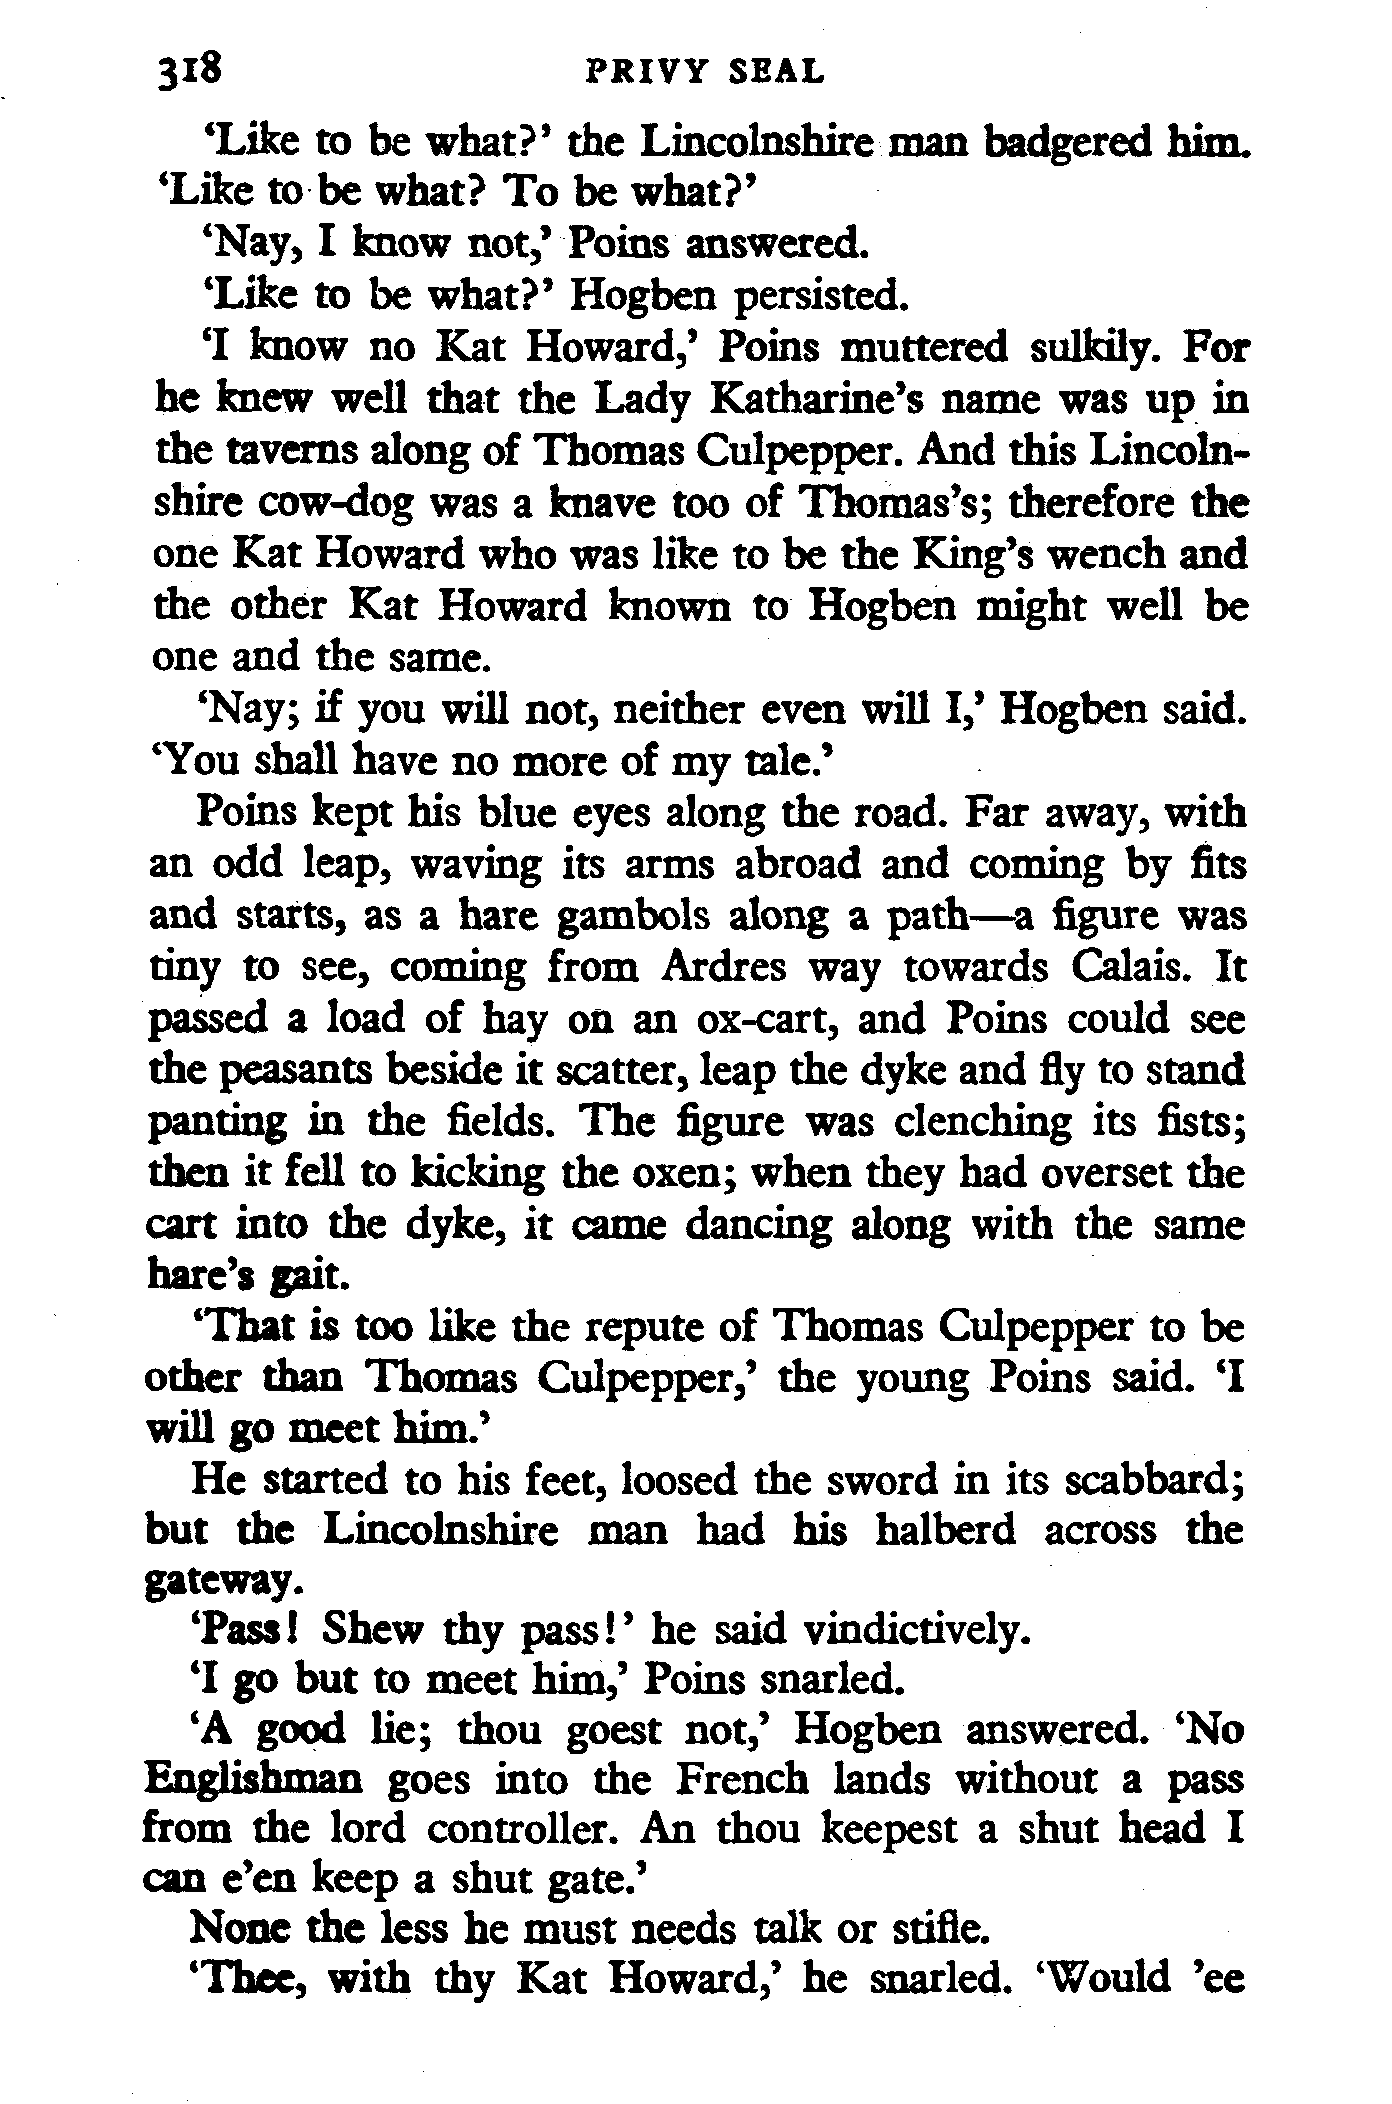 318 PRIVY SEAL
‘Like to be what?’ the Lincolnshire man badgered him.
‘Like to be what? To be what?’
‘Nay, I know not,’ Poins answered.
‘Like to be what?’ Hogben persisted.
‘I know no Kat Howard,’ Poins muttered sulkily. For
he knew well that the Lady Katharine’s name was up in
the taverns along of Thomas Culpepper. And this Lincoln-
shire cow-dog was a knave too of Thomas’s; therefore the
one Kat Howard who was like to be the King’s wench and
the other Kat Howard known to Hogben might well be
one and the same.
‘Nay; if you will not, neither even will I,’ Hogben said.
‘You shall have no more of my tale.’
Poins kept his blue eyes along the road. Far away, with
an odd leap, waving its arms abroad and coming by fits
and starts, as a hare gambols along a path—a figure was
tiny to see, coming from Ardres way towards Calais. It
passed a load of hay on an ox-cart, and Poins could see
the peasants beside it scatter, leap the dyke and fly to stand
panting in the fields. The figure was clenching its fists;
then it fell to kicking the oxen; when they had overset the
cart into the dyke, it came dancing along with the same
hare’s gait.
‘That is too like the repute of Thomas Culpepper to be
other than Thomas Culpepper,’ the young Poins said. ‘I
will go meet him.’
He started to his feet, loosed the sword in its scabbard;
but the Lincolnshire man had his halberd across the
gateway.
‘Pass! Shew thy pass!’ he said vindictively.
‘I go but to meet him,’ Poins snarled.
‘A good lie; thou goest not,’ Hogben answered. ‘No
Englishman goes into the French lands without a pass
from the lord controller. An thou keepest a shut head I
can e’en keep a shut gate.’
None the less he must needs talk or stifle.
‘Thee, with thy Kat Howard,’ he snarled. ‘Would ’ee